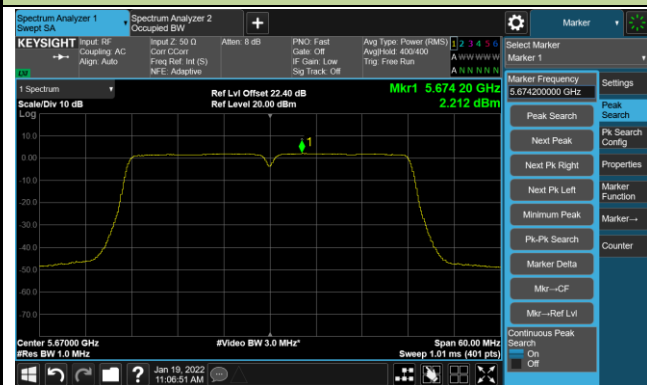 Spectrum Analyzer 1
Swept SA
Spectrum Analyzer 2
Occupied BW
+
Marker
KEYSIGHT
Input: RF
Coupling: AC
Align: Auto
Input Z: 50 Ω
Corr CCorr
Freq Ref: Int (S)
NFE: Adaptive
Atten: 8 dB
PNO: Fast
Gate: Off
IF Gain: Low
Sig Track: Off
Avg Type: Power (RMS)
Avg|Hold: 400/400
Trig: Free Run
1 2 3 4 5 6
A W W W W W
A N N N N N
LXI
Select Marker
Marker 1
1 Spectrum
Scale/Div 10 dB
Log
Ref Lvl Offset 22.40 dB
Ref Level 20.00 dBm
Mkr1 5.674 20 GHz
2.212 dBm
10.0
0.00
-10.0
-20.0
-30.0
-40.0
-50.0
-60.0
-70.0
1
Center 5.67000 GHz
#Res BW 1.0 MHz
#Video BW 3.0 MHz*
Span 60.00 MHz
Sweep 1.01 ms (401 pts)
Marker Frequency
5.674200000 GHz
Peak Search
Next Peak
Next Pk Right
Next Pk Left
Minimum Peak
Pk-Pk Search
Marker Delta
Mkr→CF
Mkr→Ref Lvl
Continuous Peak
Search
On
Off
Settings
Peak
Search
Pk Search
Config
Properties
Marker
Function
Marker→
Counter
?
Jan 19, 2022
11:06:51 AM